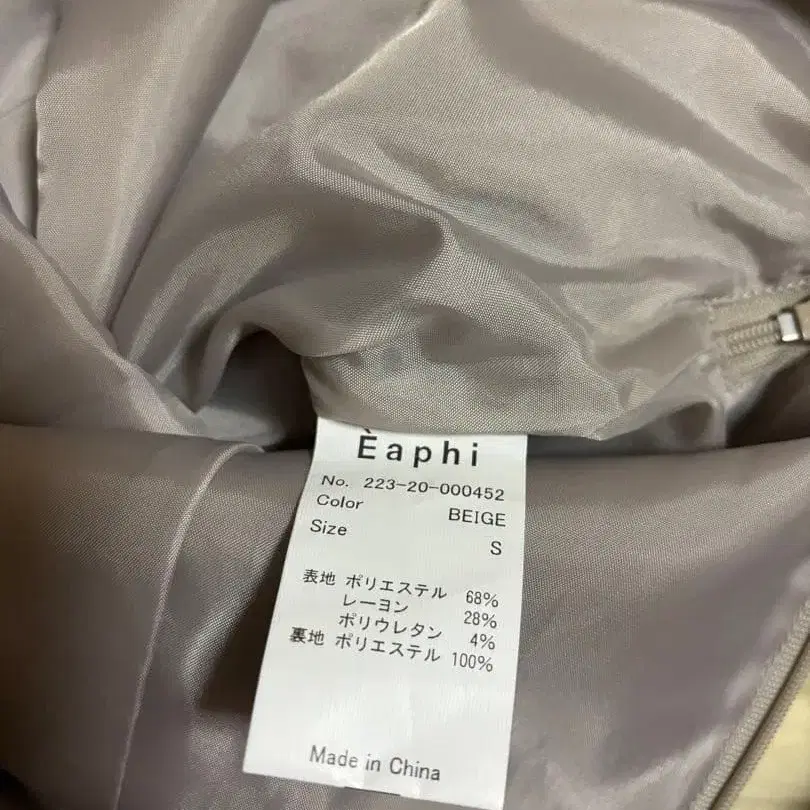 Èaphi
No. 223-20-000452
Color BEIGE
Size S
表地 ポリエステル 68%
レーヨン 28%
ポリウレタン 4%
裏地 ポリエステル 100%
Made in China